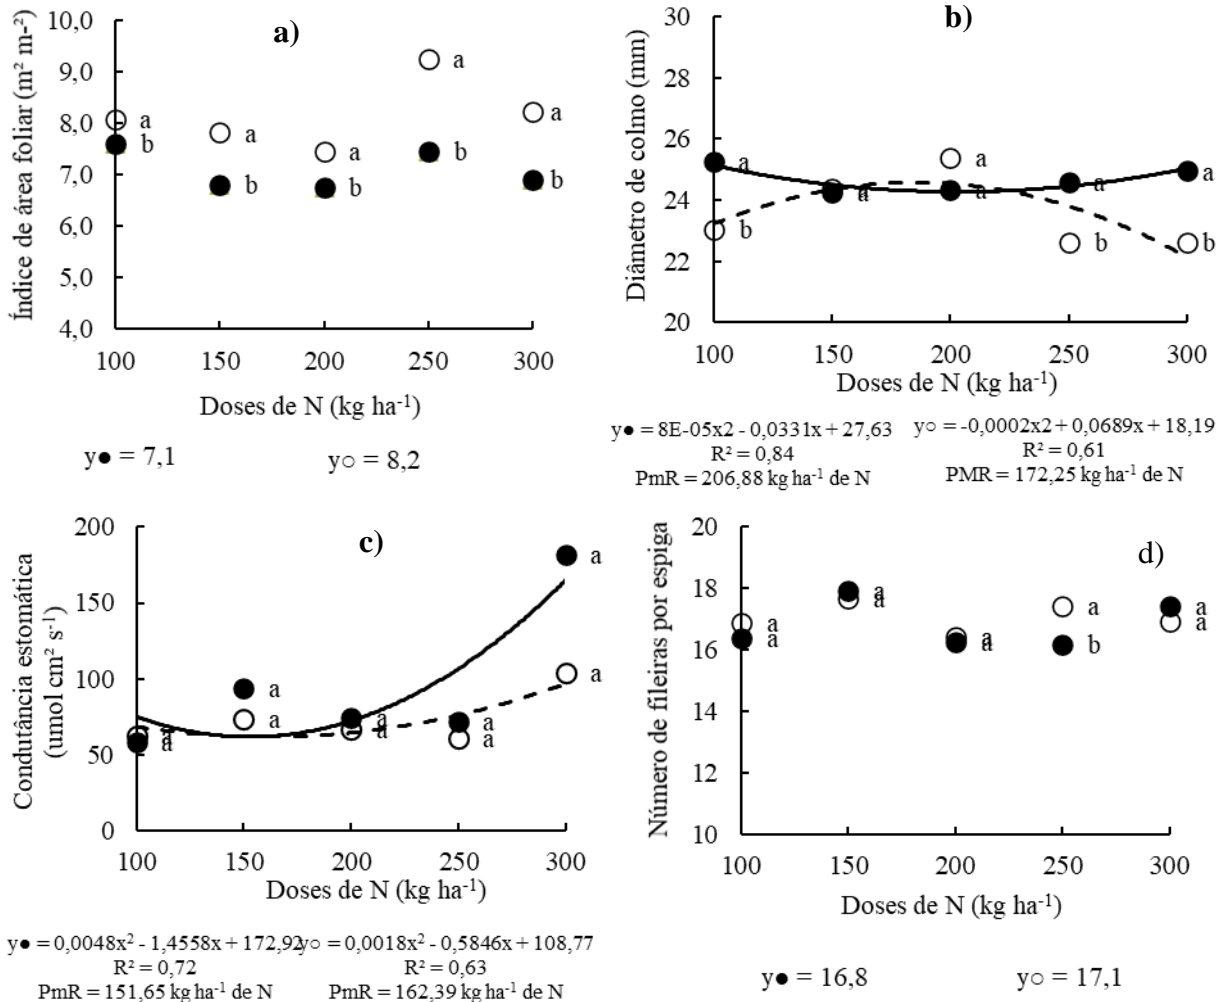 a)
Índice de área foliar (m² m-²)
10,0
9,0
8,0
7,0
6,0
5,0
4,0
a
b
a
b
a
b
a
b
a
b
100 150 200 250 300
Doses de N (kg ha-1)
y● = 7,1 y○ = 8,2
b)
Diâmetro de colmo (mm)
30
28
26
24
22
20
a
b
a
a
a
a
a
b
a
b
100 150 200 250 300
Doses de N (kg ha-1)
y● = 8E-05x2 - 0,0331x + 27,63 y○ = -0,0002x2 + 0,0689x + 18,19
R² = 0,84 R² = 0,61
PmR = 206,88 kg ha-1 de N PMR = 172,25 kg ha-1 de N
c)
Condutância estomática
(umol cm² s-1)
200
150
100
50
0
a
a
a
a
a
a
a
a
a
a
100 150 200 250 300
Doses de N (kg ha-1)
y● = 0,0048x² - 1,4558x + 172,92 y○ = 0,0018x² - 0,5846x + 108,77
R² = 0,72 R² = 0,63
PmR = 151,65 kg ha-1 de N PmR = 162,39 kg ha-1 de N
d)
Número de fileiras por espiga
20
18
16
14
12
10
a
a
a
a
a
a
a
b
a
a
100 150 200 250 300
Doses de N (kg ha-1)
y● = 16,8 y○ = 17,1